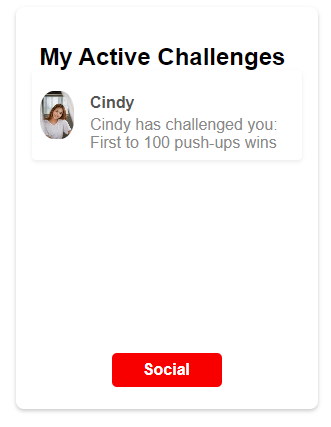 My Active Challenges
Cindy
Cindy has challenged you:
First to 100 push-ups wins
Social